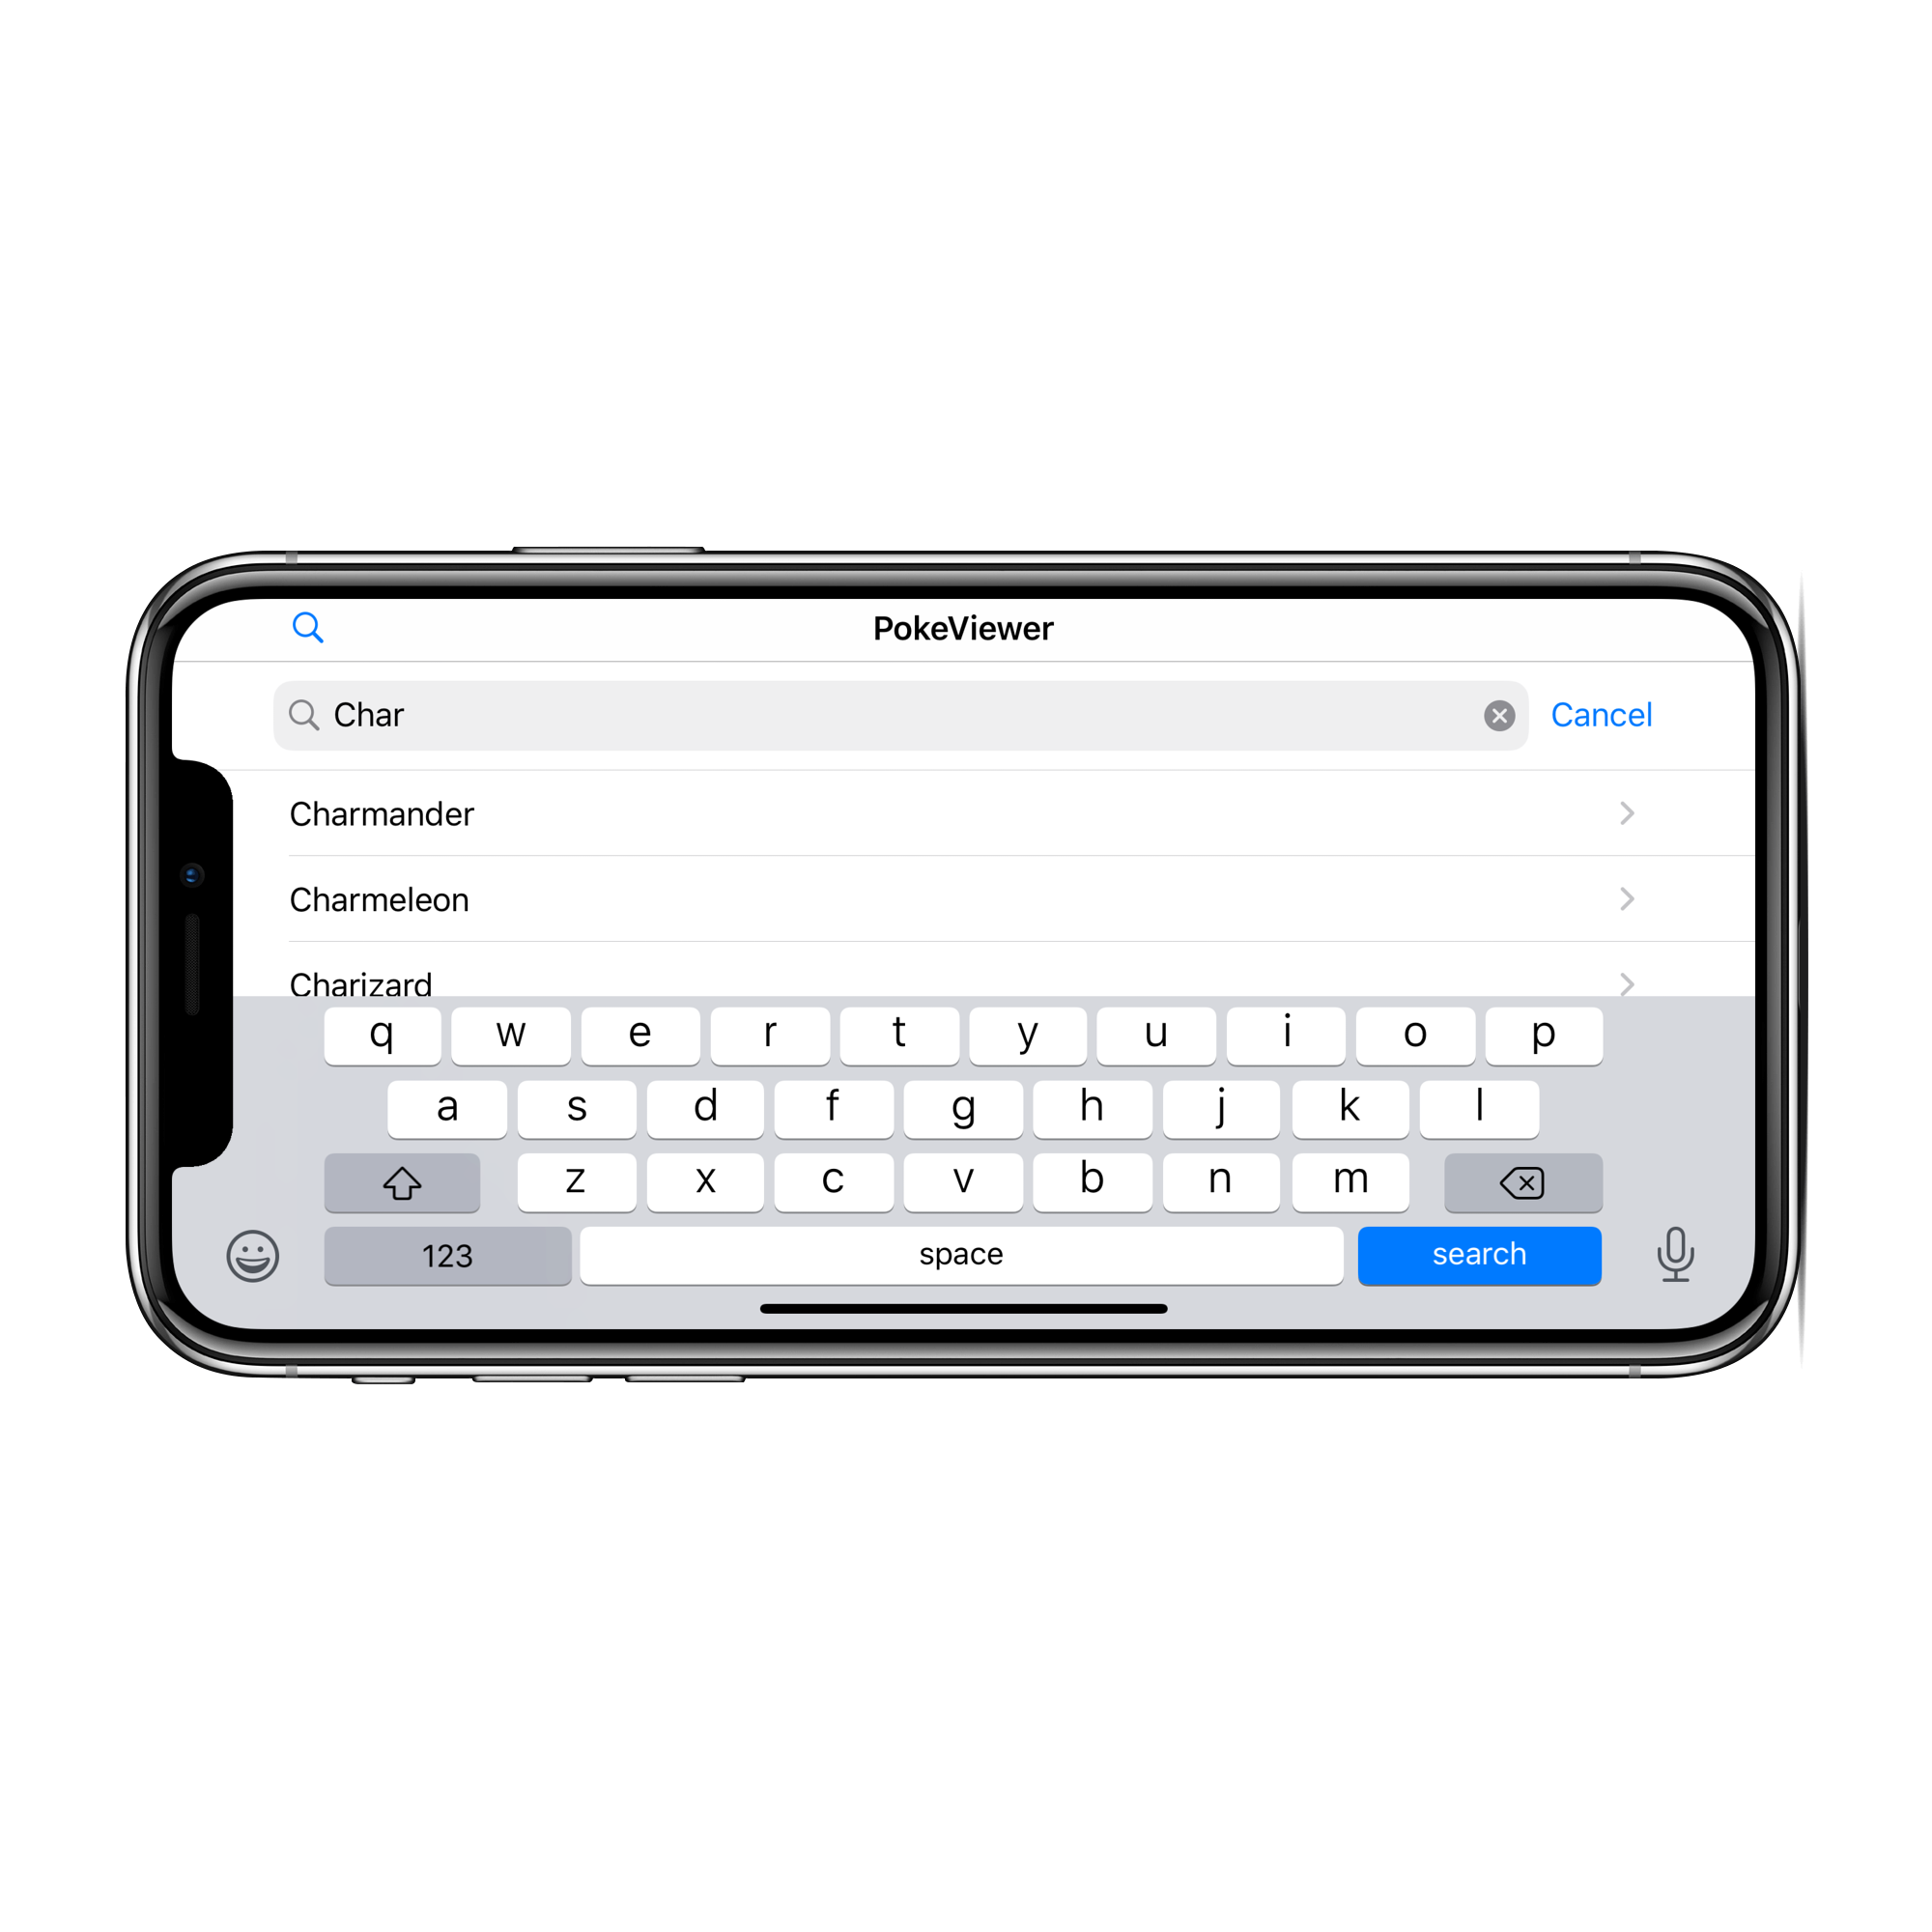 PokeViewer
Char Cancel
Charmander
Charmeleon
Charizard
q w e r t y u i o p
a s d f g h j k l
z x c v b n m
123 space search